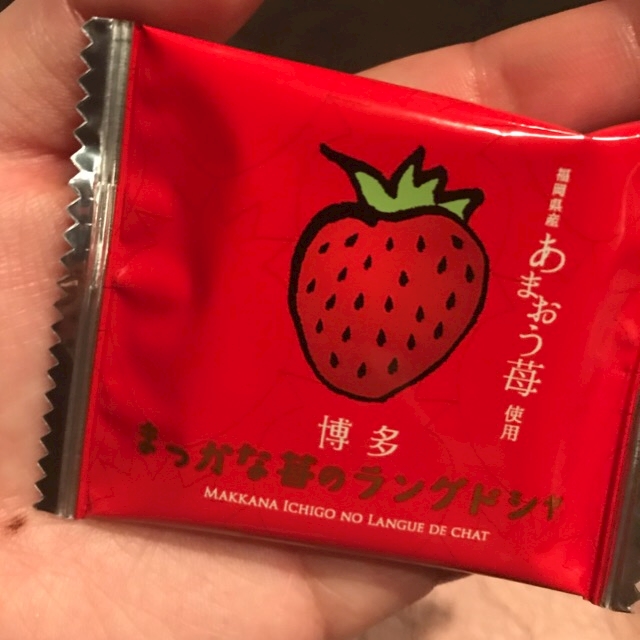 福岡県産 あまおう苺 使用
博多
まっかな苺のラングドシャ
MAKKANA ICHIGO NO LANGUE DE CHAT